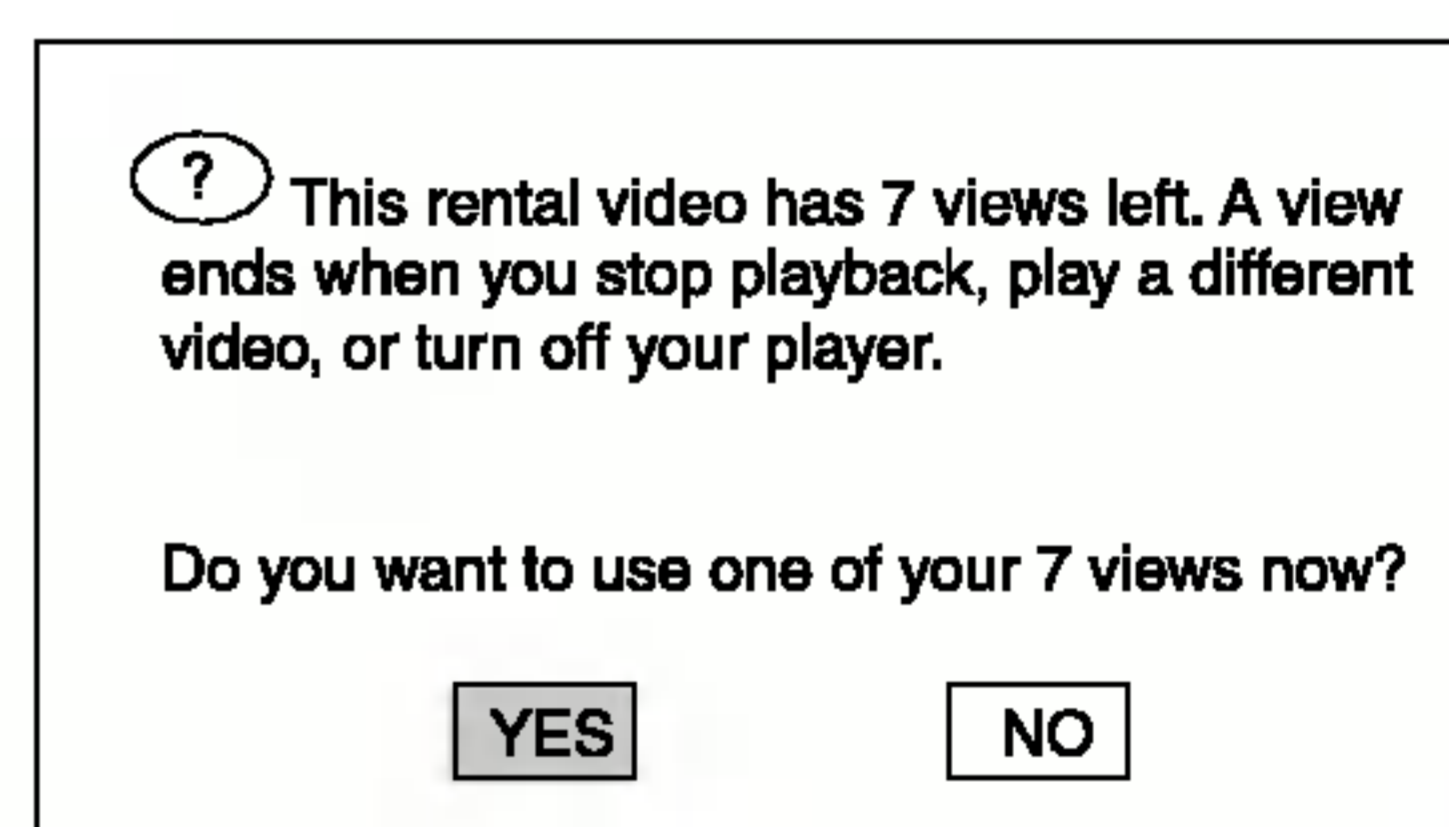 ? This rental video has 7 views left. A view
ends when you stop playback, play a different
video, or turn off your player.
Do you want to use one of your 7 views now?
YES NO